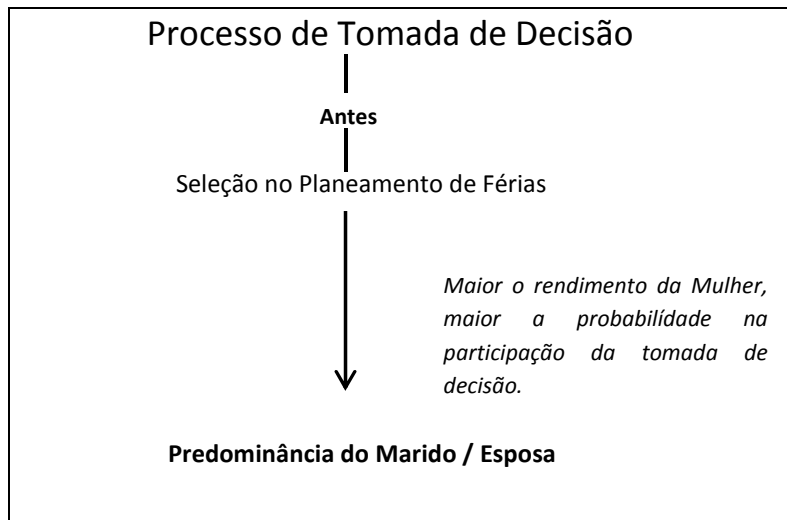 Processo de Tomada de Decisão
Antes
Seleção no Planeamento de Férias
Maior o rendimento da Mulher,
maior a probabilídade na
participação da tomada de
decisão.
Predominância do Marido / Esposa